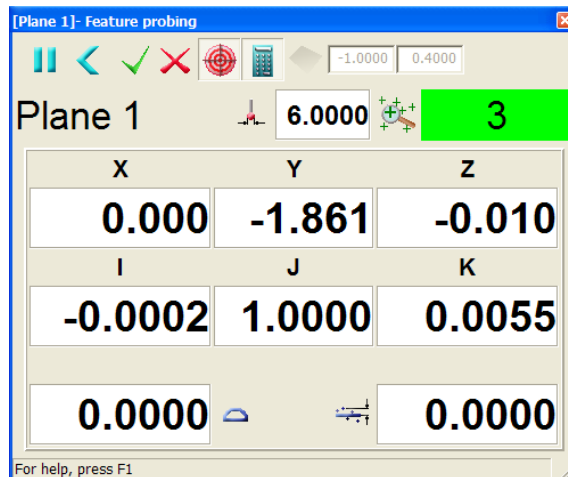 [Plane 1]- Feature probing
-1.0000 0.4000
Plane 1 6.0000 3
X Y Z
0.000 -1.861 -0.010
I J K
-0.0002 1.0000 0.0055
0.0000 0.0000
For help, press F1